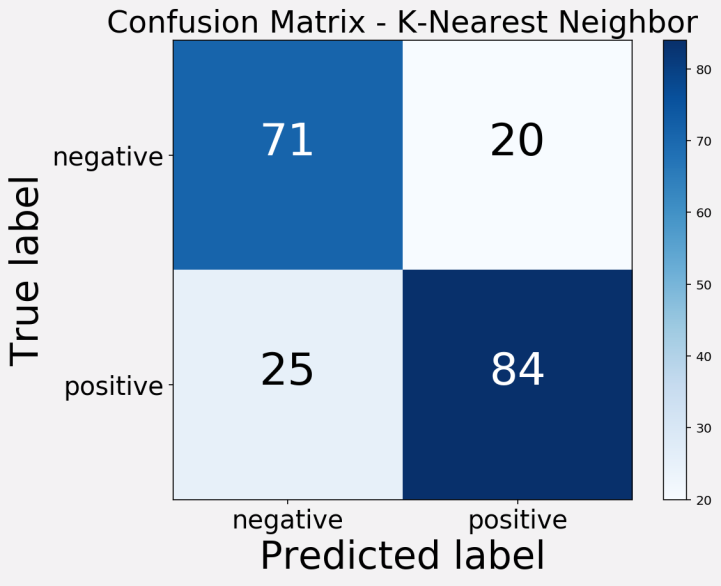 Confusion Matrix - K-Nearest Neighbor
True label
negative
positive
71 20
25 84
negative positive
Predicted label
80
70
60
50
40
30
20